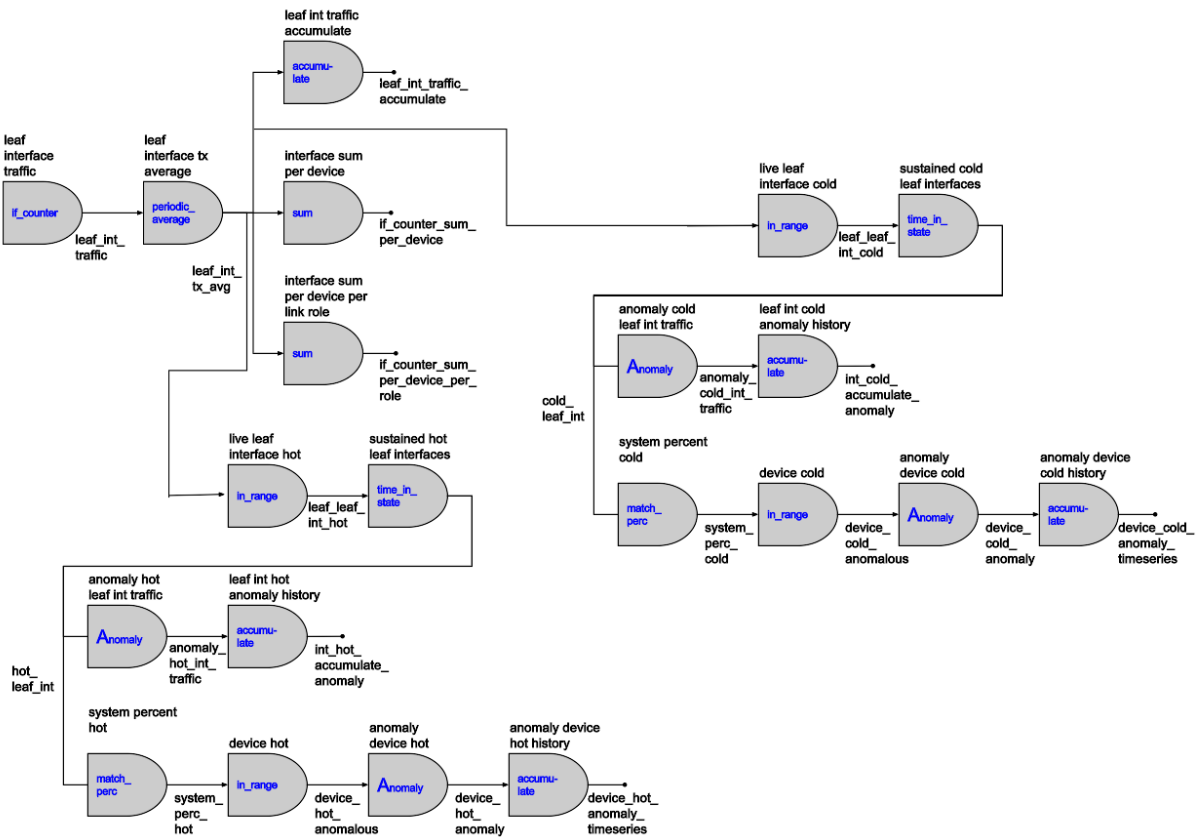 leaf int traffic
accumulate
accumu-
late
leaf_int_traffic_
accumulate
leaf
interface
traffic
if_counter
leaf_int_
traffic
leaf
interface tx
average
periodic_
average
leaf_int_
tx_avg
interface sum
per device
sum
if_counter_sum_
per_device
interface sum
per device per
link role
sum
if_counter_sum_
per_device_per_
role
live leaf
interface cold
in_range
leaf_leaf_
int_cold
sustained cold
leaf interfaces
time_in_
state
anomaly cold
leaf int traffic
Anomaly
anomaly_
cold_int_
traffic
leaf int cold
anomaly history
accumu-
late
int_cold_
accumulate_
anomaly
cold_
leaf_int
system percent
cold
match_
perc
system_
perc_
cold
device cold
in_range
device_
cold_
anomalous
anomaly
device cold
Anomaly
device_
cold_
anomaly
anomaly device
cold history
accumu-
late
device_cold_
anomaly_
timeseries
live leaf
interface hot
in_range
leaf_leaf_
int_hot
sustained hot
leaf interfaces
time_in_
state
anomaly hot
leaf int traffic
Anomaly
anomaly_
hot_int_
traffic
leaf int hot
anomaly history
accumu-
late
int_hot_
accumulate_
anomaly
hot_
leaf_int
system percent
hot
match_
perc
system_
perc_
hot
device hot
in_range
device_
hot_
anomalous
anomaly
device hot
Anomaly
device_
hot_
anomaly
anomaly device
hot history
accumu-
late
device_hot_
anomaly_
timeseries